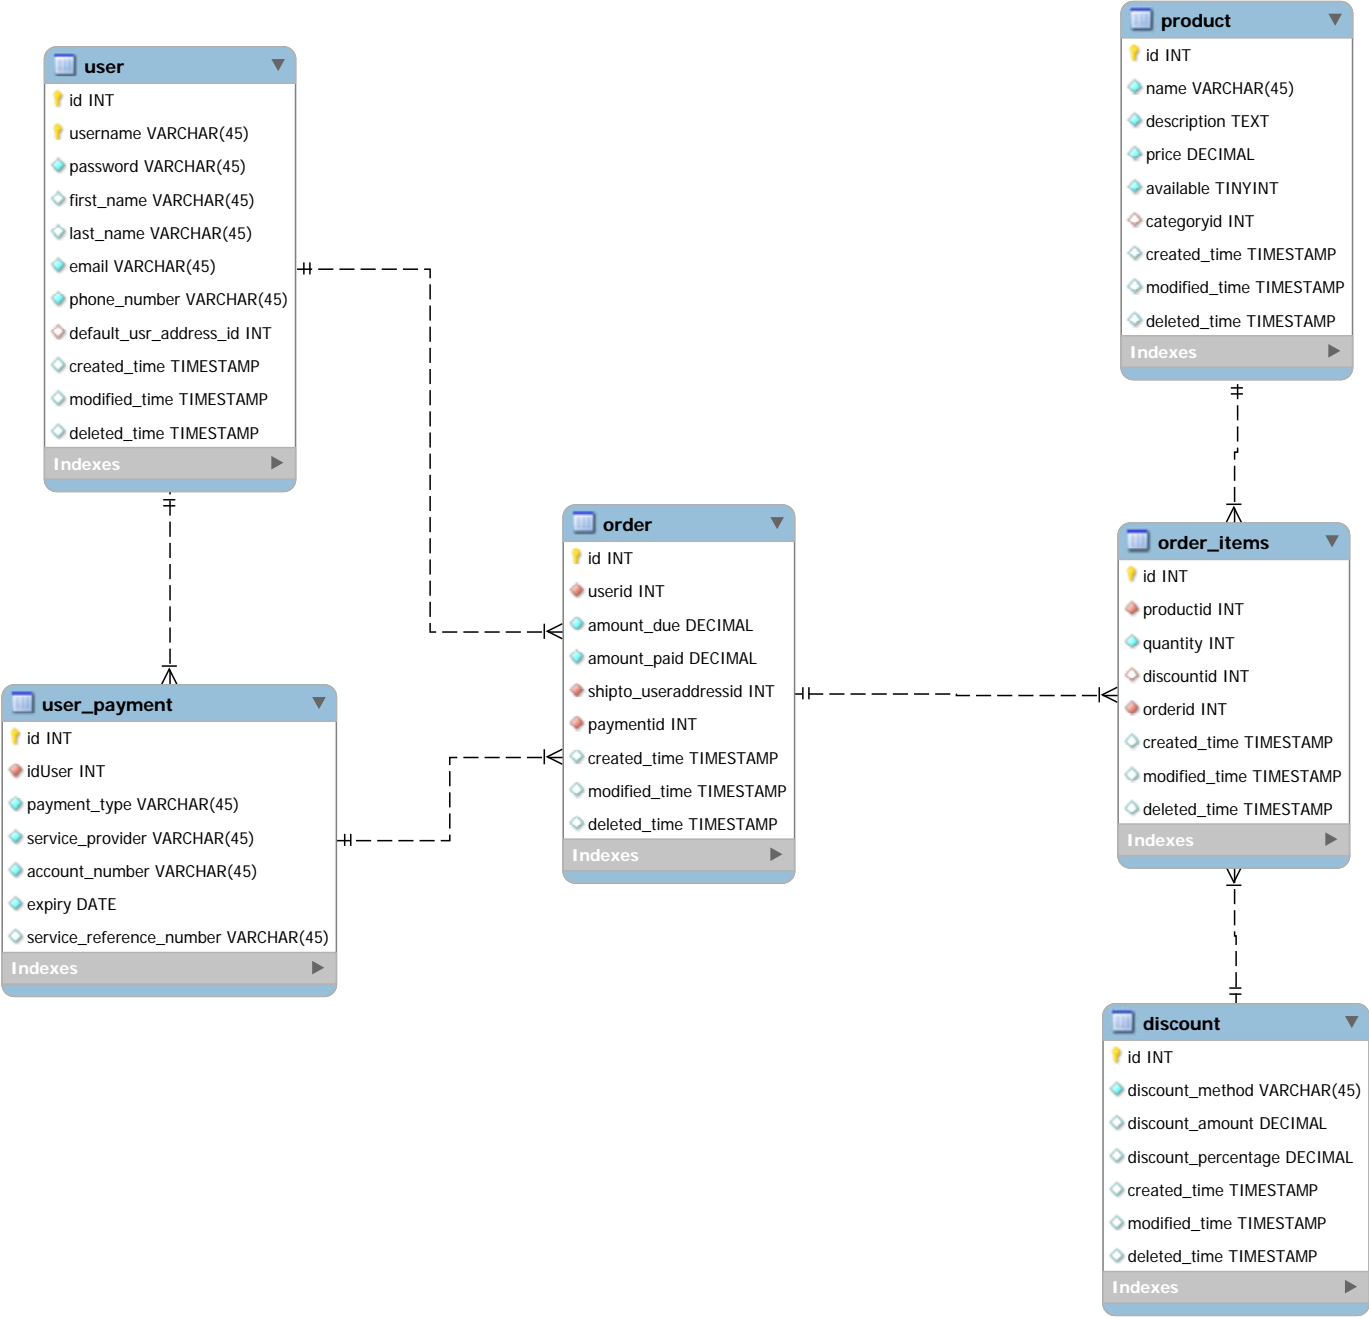 user
id INT
username VARCHAR(45)
password VARCHAR(45)
first_name VARCHAR(45)
last_name VARCHAR(45)
email VARCHAR(45)
phone_number VARCHAR(45)
default_usr_address_id INT
created_time TIMESTAMP
modified_time TIMESTAMP
deleted_time TIMESTAMP
Indexes
product
id INT
name VARCHAR(45)
description TEXT
price DECIMAL
available TINYINT
categoryid INT
created_time TIMESTAMP
modified_time TIMESTAMP
deleted_time TIMESTAMP
Indexes
order
id INT
userid INT
amount_due DECIMAL
amount_paid DECIMAL
shipto_useraddressid INT
paymentid INT
created_time TIMESTAMP
modified_time TIMESTAMP
deleted_time TIMESTAMP
Indexes
order_items
id INT
productid INT
quantity INT
discountid INT
orderid INT
created_time TIMESTAMP
modified_time TIMESTAMP
deleted_time TIMESTAMP
Indexes
user_payment
id INT
idUser INT
payment_type VARCHAR(45)
service_provider VARCHAR(45)
account_number VARCHAR(45)
expiry DATE
service_reference_number VARCHAR(45)
Indexes
discount
id INT
discount_method VARCHAR(45)
discount_amount DECIMAL
discount_percentage DECIMAL
created_time TIMESTAMP
modified_time TIMESTAMP
deleted_time TIMESTAMP
Indexes